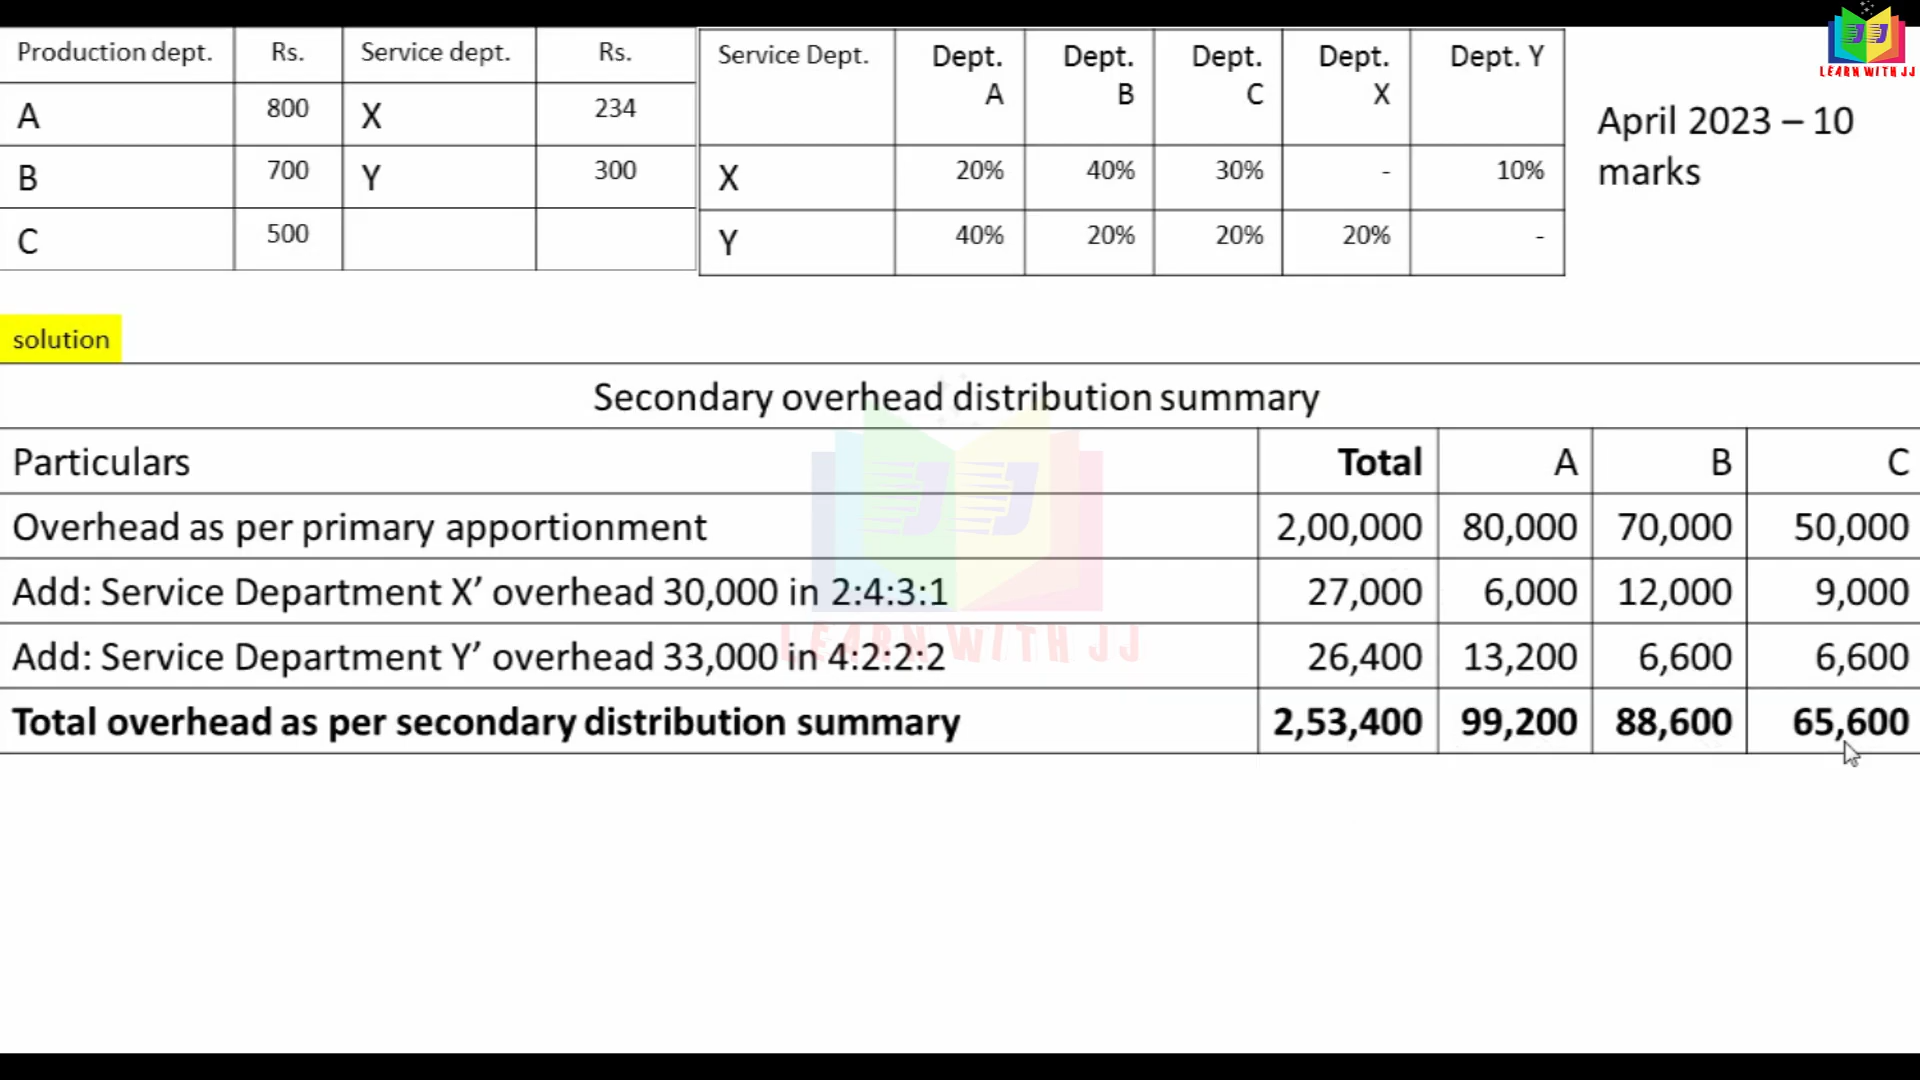 Production dept. Rs. Service dept. Rs.
A 800 X 234
B 700 Y 300
C 500
Service Dept. Dept. A Dept. B Dept. C Dept. X Dept. Y
X 20% 40% 30% - 10%
Y 40% 20% 20% 20% -
April 2023 – 10
marks
LEARN WITH JJ
solution
Secondary overhead distribution summary
Particulars Total A B C
Overhead as per primary apportionment 2,00,000 80,000 70,000 50,000
Add: Service Department X’ overhead 30,000 in 2:4:3:1 27,000 6,000 12,000 9,000
Add: Service Department Y’ overhead 33,000 in 4:2:2:2 26,400 13,200 6,600 6,600
LEARN WITH JJ
Total overhead as per secondary distribution summary 2,53,400 99,200 88,600 65,600